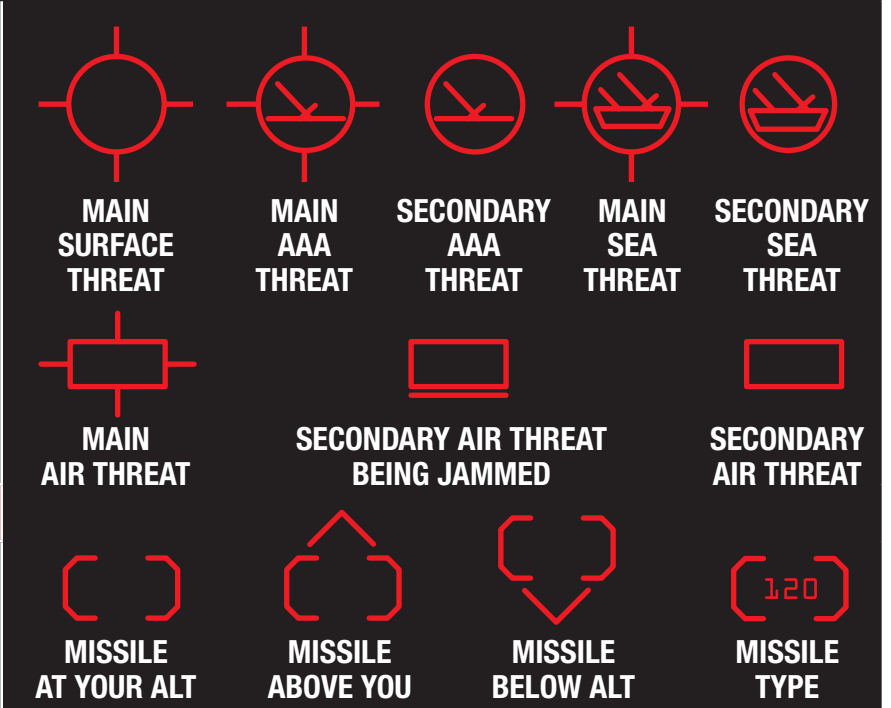 MAIN
SURFACE
THREAT
MAIN
AAA
THREAT
SECONDARY
AAA
THREAT
MAIN
SEA
THREAT
SECONDARY
SEA
THREAT
MAIN
AIR THREAT
SECONDARY AIR THREAT
BEING JAMMED
SECONDARY
AIR THREAT
MISSILE
AT YOUR ALT
MISSILE
ABOVE YOU
MISSILE
BELOW ALT
120
MISSILE
TYPE